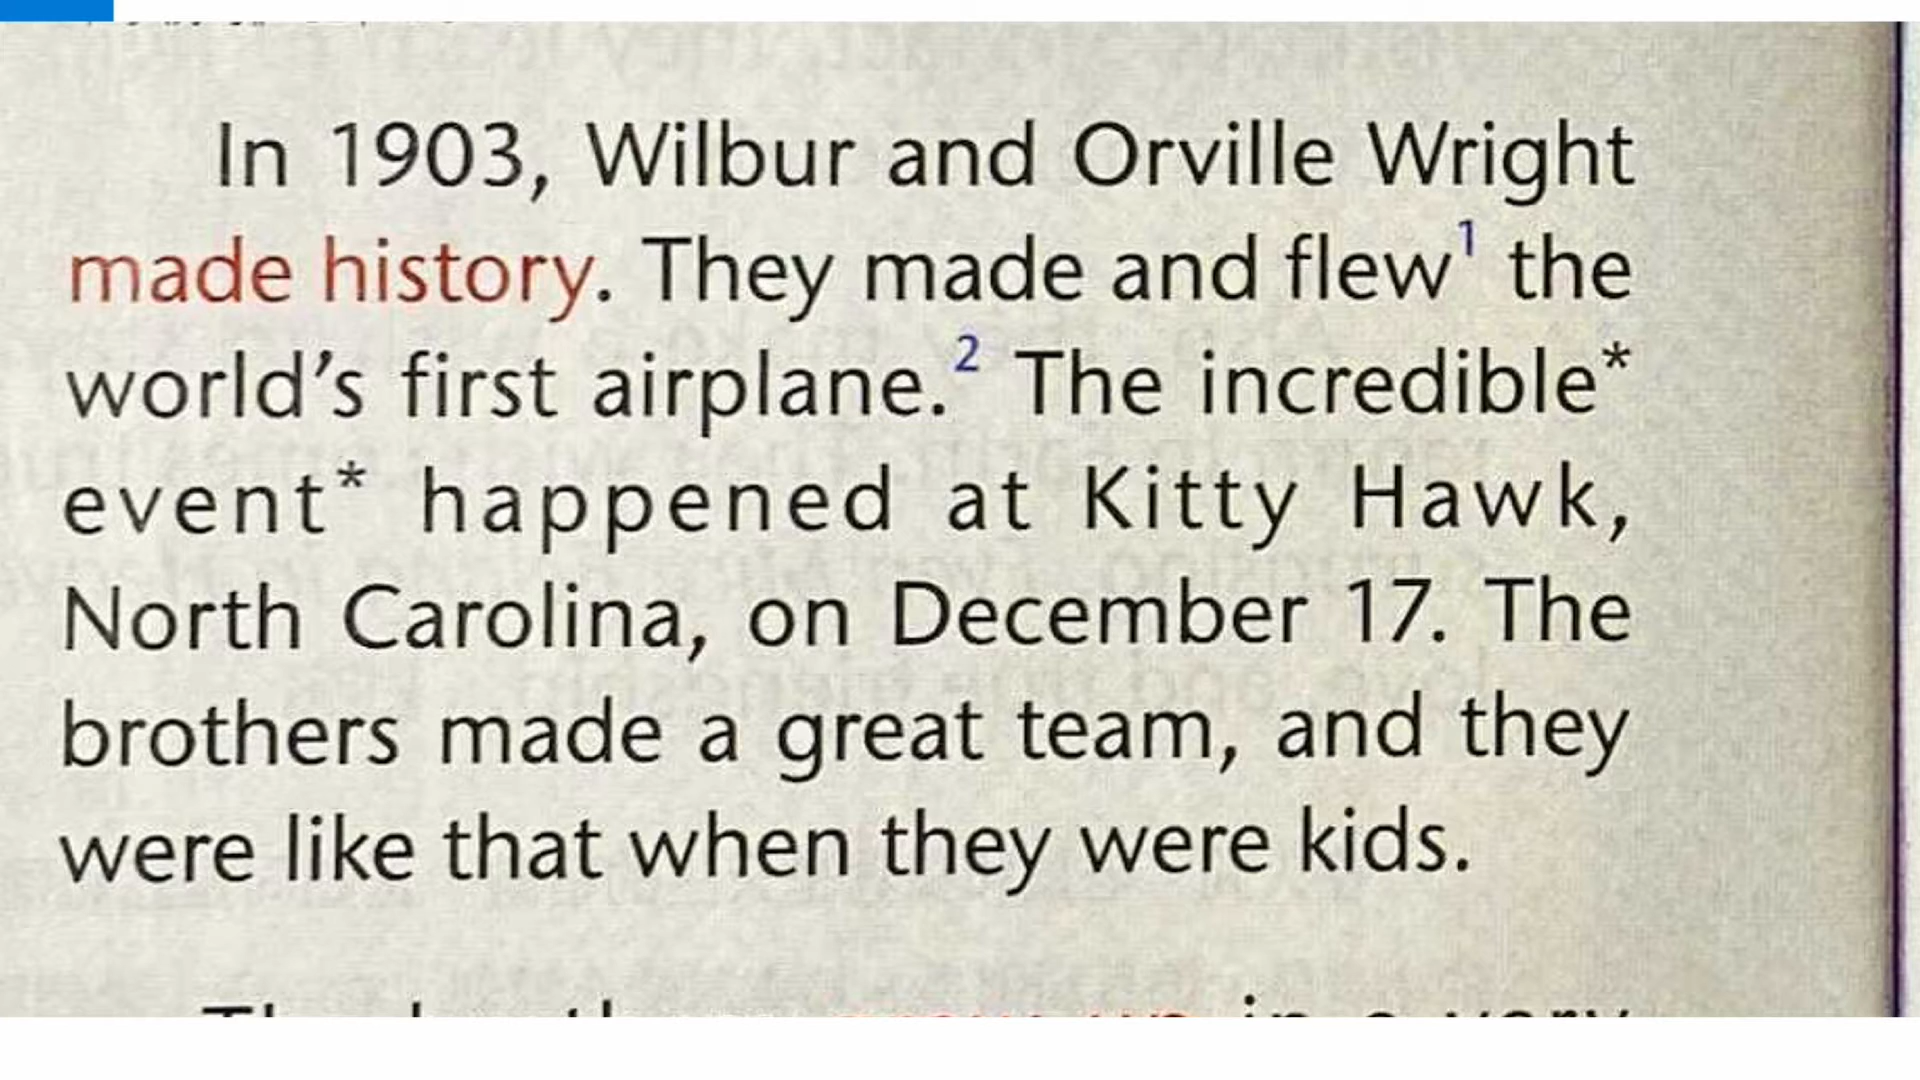 In 1903, Wilbur and Orville Wright
made history. They made and flew¹ the
world's first airplane.² The incredible*
event* happened at Kitty Hawk,
North Carolina, on December 17. The
brothers made a great team, and they
were like that when they were kids.